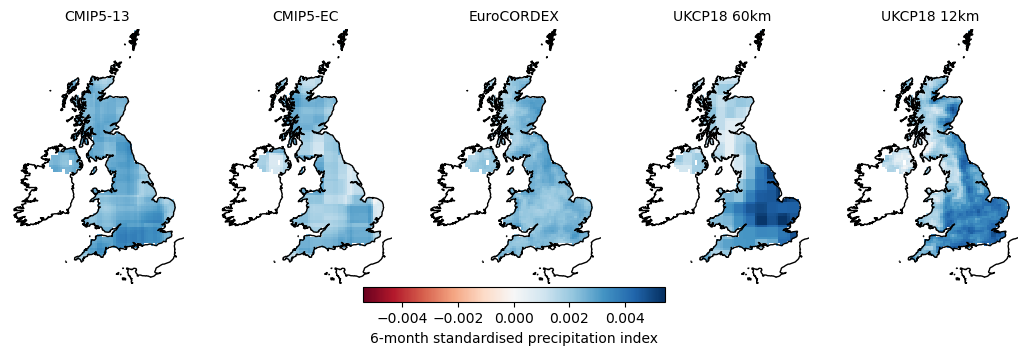 CMIP5-13 CMIP5-EC EuroCORDEX UKCP18 60km UKCP18 12km
−0.004 −0.002 0.000 0.002 0.004
6-month standardised precipitation index